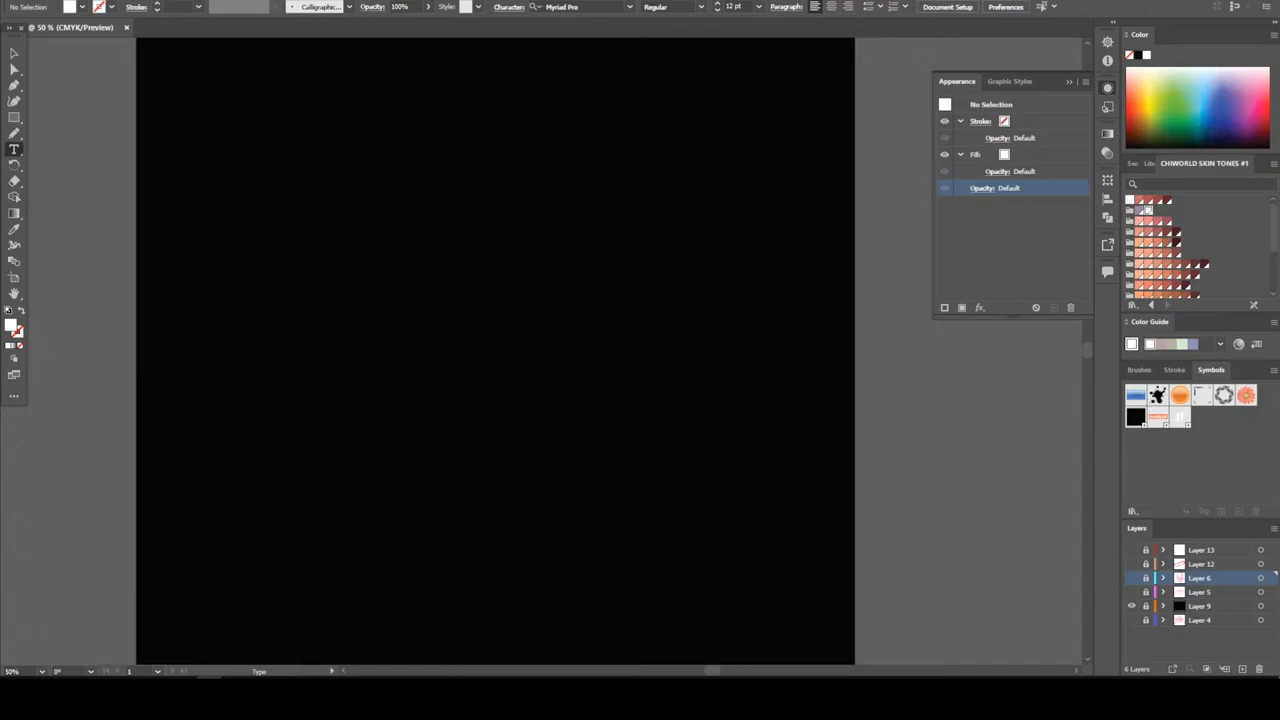 No Selection Stroke: Calligraphic... Opacity: 100% Style: Character: Myriad Pro Regular 12 pt Paragraph: Document Setup Preferences
@ 50 % (CMYK/Preview)
Color
Appearance Graphic Styles
No Selection
Stroke:
Opacity: Default
Fill:
Opacity: Default
Opacity: Default
fx.
CHIWORLD SKIN TONES #1
Color Guide
Brushes Stroke Symbols
Layers
Layer 13
Layer 12
Layer 6
Layer 5
Layer 9
Layer 4
6 Layers
50% 0° 1 Type